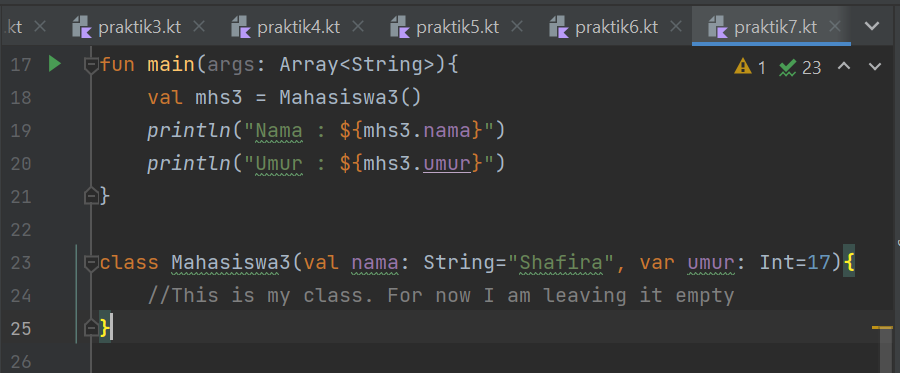 .kt praktik3.kt praktik4.kt praktik5.kt praktik6.kt praktik7.kt
17 fun main(args: Array<String>){ 1 23
18 val mhs3 = Mahasiswa3()
19 println("Nama : ${mhs3.nama}")
20 println("Umur : ${mhs3.umur}")
21 }
22
23 class Mahasiswa3(val nama: String="Shafira", var umur: Int=17){
24 //This is my class. For now I am leaving it empty
25 }
26